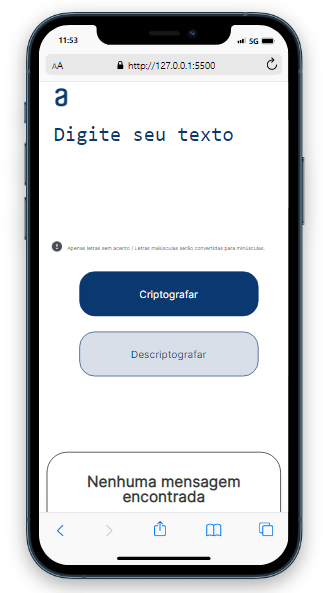 11:53
5G
AA
http://127.0.0.1:5500
a
Digite seu texto
Apenas letras sem acento / Letras maiúsculas serão convertidas para minúsculas.
Criptografar
Descriptografar
Nenhuma mensagem
encontrada